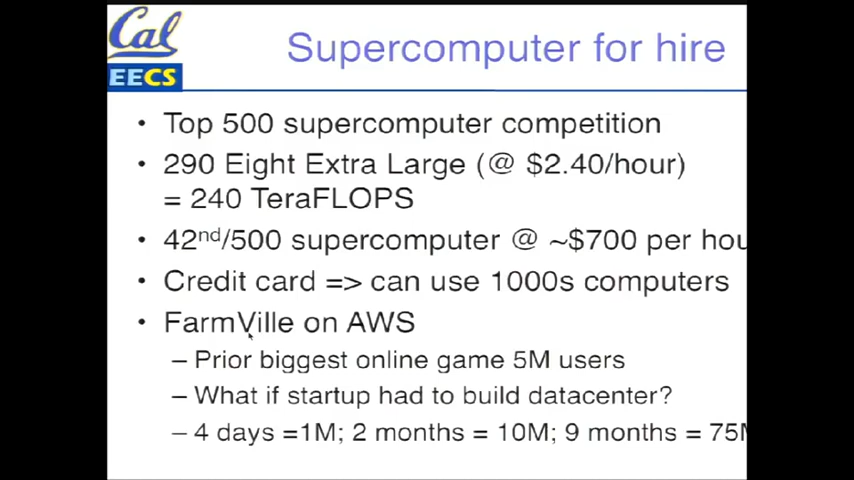 Cal
EECS
Supercomputer for hire
• Top 500 supercomputer competition
• 290 Eight Extra Large (@ $2.40/hour)
= 240 TeraFLOPS
• 42nd/500 supercomputer @ ~$700 per hou
• Credit card => can use 1000s computers
• FarmVille on AWS
– Prior biggest online game 5M users
– What if startup had to build datacenter?
– 4 days =1M; 2 months = 10M; 9 months = 75M